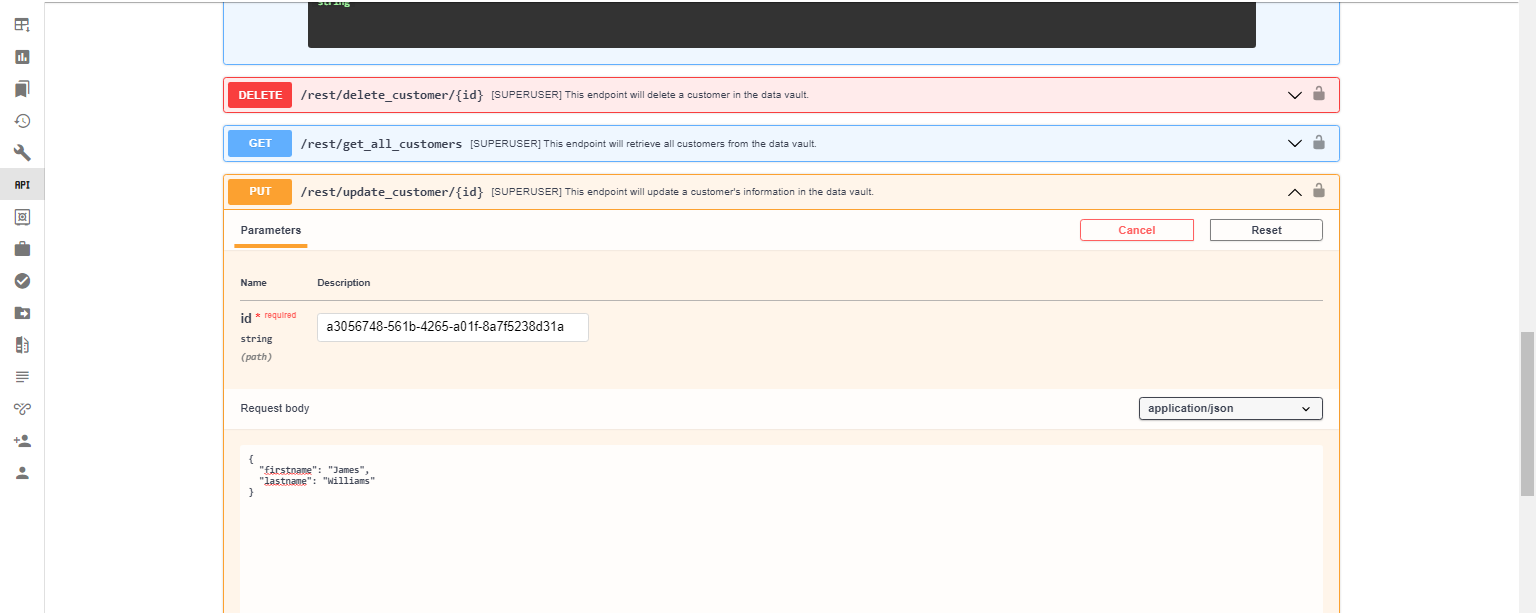 string
DELETE /rest/delete_customer/{id} [SUPERUSER] This endpoint will delete a customer in the data vault.
GET /rest/get_all_customers [SUPERUSER] This endpoint will retrieve all customers from the data vault.
API
PUT /rest/update_customer/{id} [SUPERUSER] This endpoint will update a customer's information in the data vault.
Parameters Cancel Reset
Name Description
id * required a3056748-561b-4265-a01f-8a7f5238d31a
string
(path)
Request body application/json
{
"firstname": "James",
"lastname": "Williams"
}